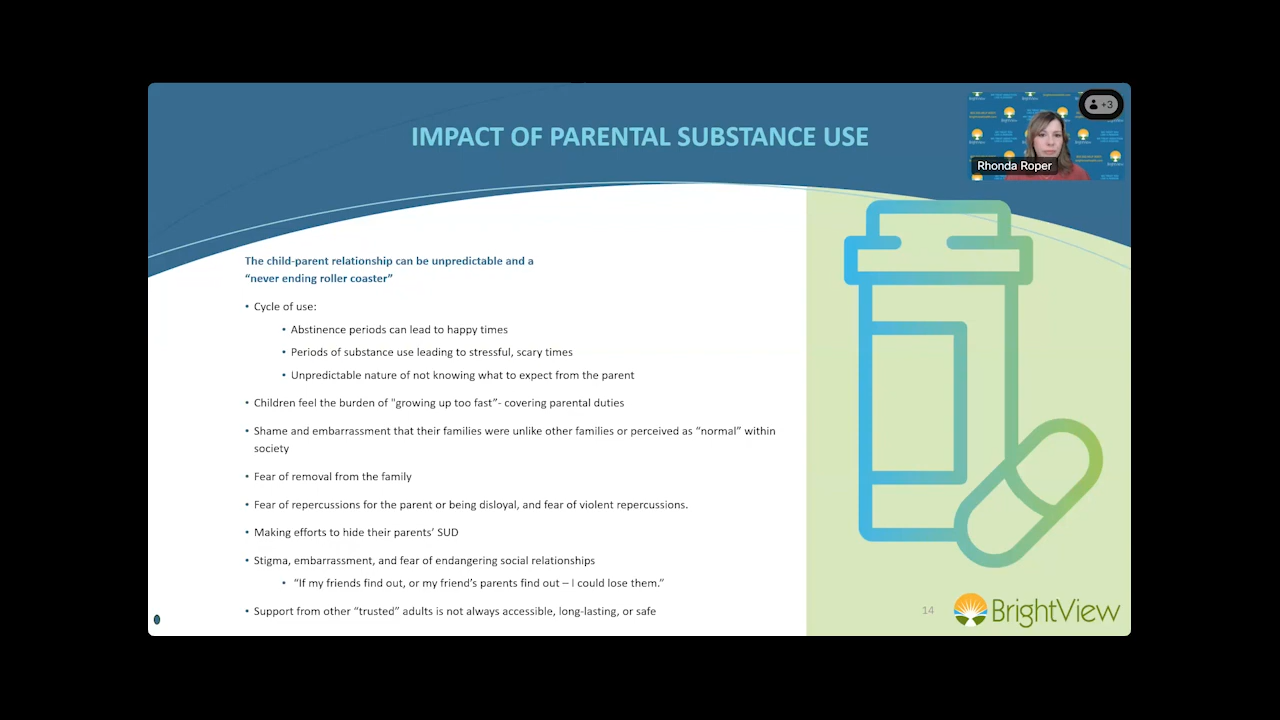 IMPACT OF PARENTAL SUBSTANCE USE
+3
Rhonda Roper
The child-parent relationship can be unpredictable and a
“never ending roller coaster”
• Cycle of use:
• Abstinence periods can lead to happy times
• Periods of substance use leading to stressful, scary times
• Unpredictable nature of not knowing what to expect from the parent
• Children feel the burden of "growing up too fast”- covering parental duties
• Shame and embarrassment that their families were unlike other families or perceived as “normal” within
society
• Fear of removal from the family
• Fear of repercussions for the parent or being disloyal, and fear of violent repercussions.
• Making efforts to hide their parents’ SUD
• Stigma, embarrassment, and fear of endangering social relationships
• “If my friends find out, or my friend’s parents find out – I could lose them.”
• Support from other “trusted” adults is not always accessible, long-lasting, or safe
14
BrightView